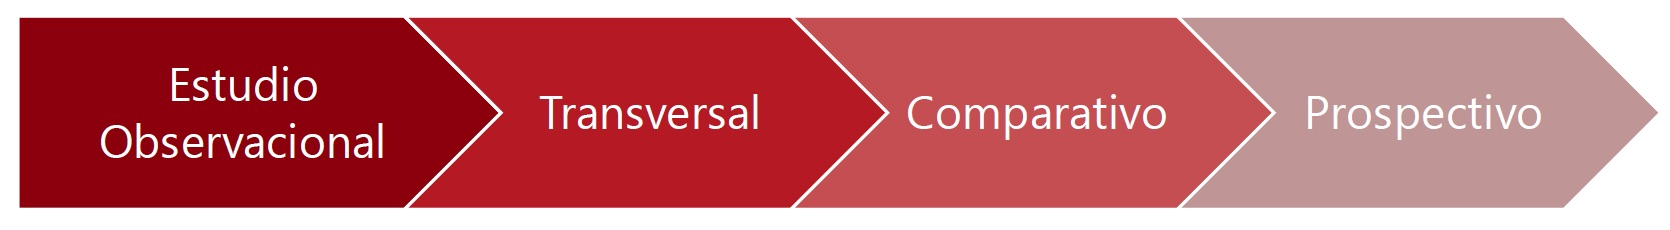 Estudio
Observacional
Transversal
Comparativo
Prospectivo